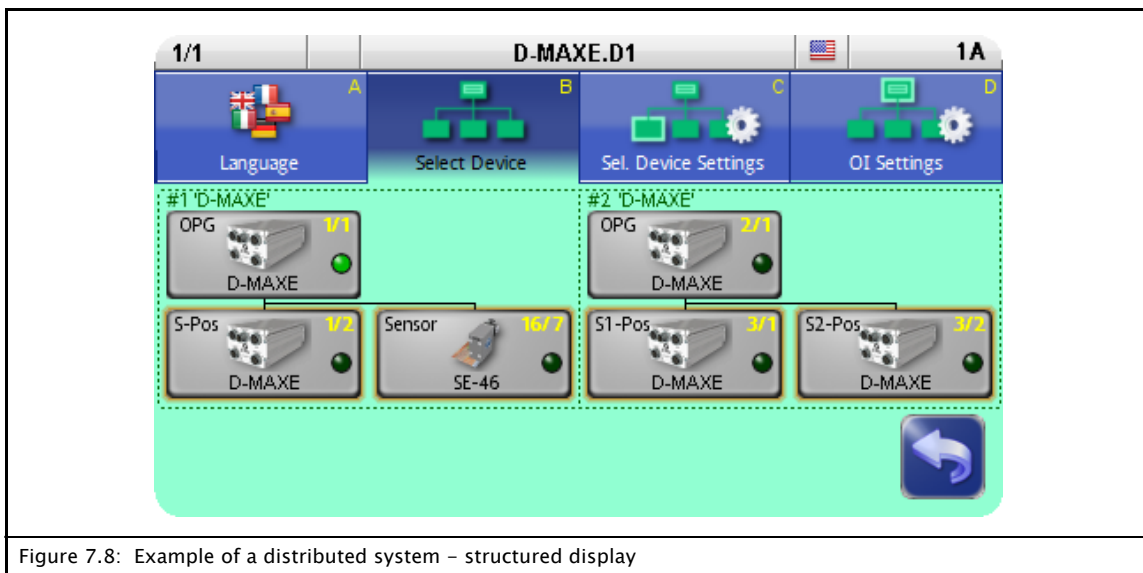 1/1 D-MAXE.D1 1A
A B C D
Language Select Device Sel. Device Settings OI Settings
#1 'D-MAXE' #2 'D-MAXE'
OPG 1/1 OPG 2/1
D-MAXE D-MAXE
S-Pos 1/2 Sensor 16/7 S1-Pos 3/1 S2-Pos 3/2
D-MAXE SE-46 D-MAXE D-MAXE
Figure 7.8: Example of a distributed system – structured display